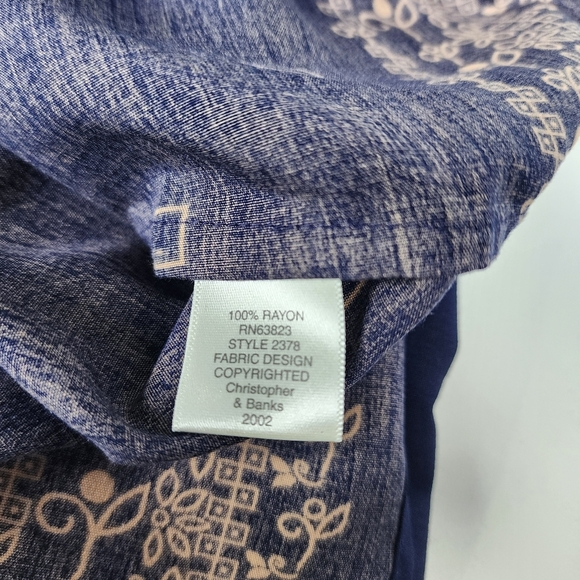 100% RAYON
RN63823
STYLE 2378
FABRIC DESIGN
COPYRIGHTED
Christopher
& Banks
2002